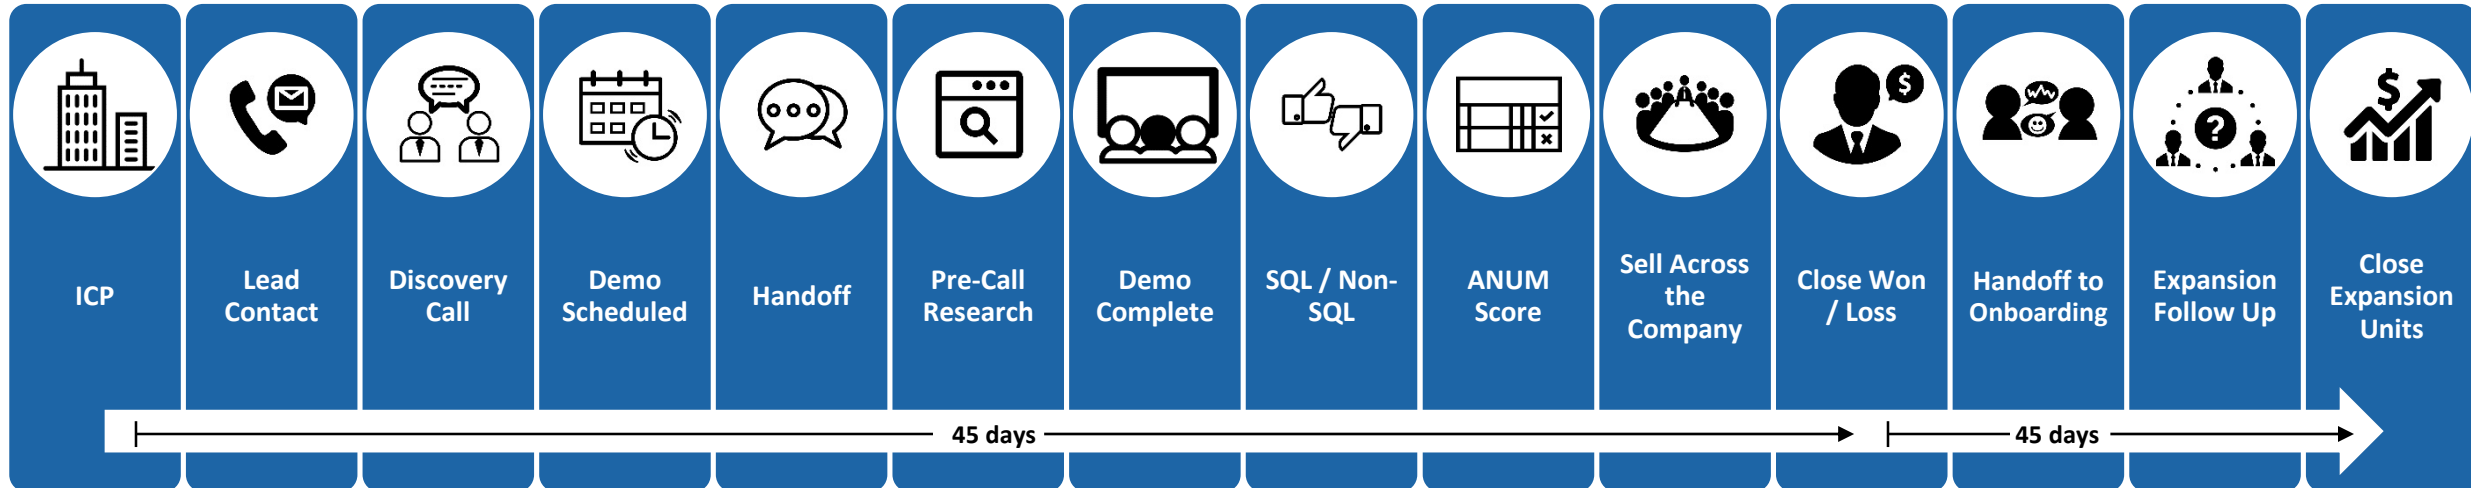 ICP
Lead
Contact
Discovery
Call
Demo
Scheduled
Handoff
Pre-Call
Research
Demo
Complete
SQL / Non-
SQL
ANUM
Score
Sell Across
the
Company
Close Won
/ Loss
Handoff to
Onboarding
Expansion
Follow Up
Close
Expansion
Units
45 days
45 days